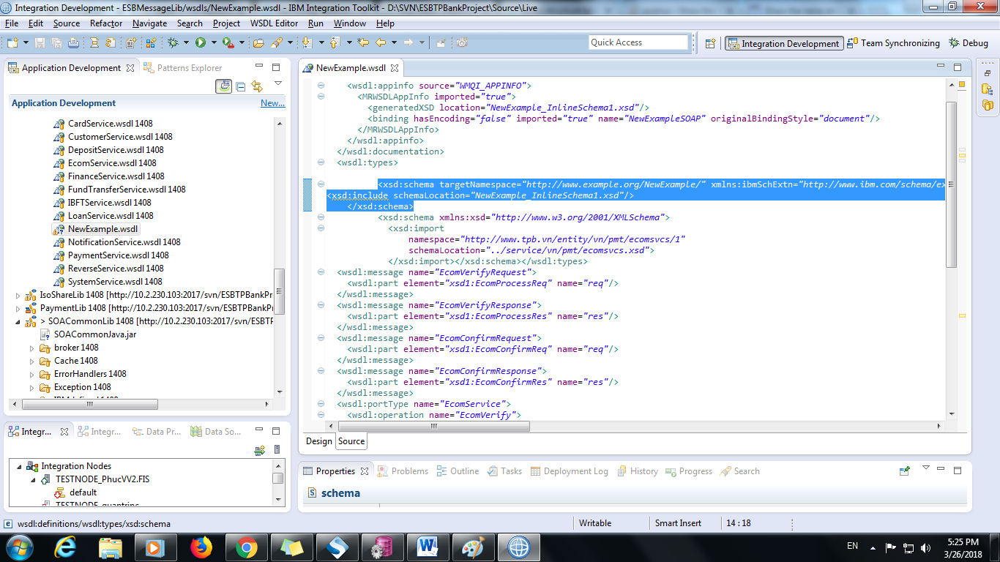 Integration Development - ESBMessageLib/wsdls/NewExample.wsdl - IBM Integration Toolkit - D:\SVN\ESBTPBankProject\Source\Live
File Edit Source Refactor Navigate Search Project WSDL Editor Run Window Help
Quick Access
Integration Development
Team Synchronizing
Debug
Application Development
Patterns Explorer
Application Development
New...
CardService.wsdl 1408
CustomerService.wsdl 1408
DepositService.wsdl 1408
EcomService.wsdl 1408
FinanceService.wsdl 1408
FundTransferService.wsdl 1408
IBFTService.wsdl 1408
LoanService.wsdl 1408
NewExample.wsdl
NotificationService.wsdl 1408
PaymentService.wsdl 1408
ReverseService.wsdl 1408
SystemService.wsdl 1408
IsoShareLib 1408 [http://10.2.230.103:2017/svn/ESBTPBankPr
PaymentLib 1408 [http://10.2.230.103:2017/svn/ESBTPBankPr
> SOACommonLib 1408 [http://10.2.230.103:2017/svn/ESBTP
SOACommonJava.jar
broker 1408
Cache 1408
ErrorHandlers 1408
Exception 1408
NewExample.wsdl
<wsdl:appinfo source="WMQI_APPINFO">
<MRWSDLAppInfo imported="true">
<generatedXSD location="NewExample_InlineSchema1.xsd"/>
<binding hasEncoding="false" imported="true" name="NewExampleSOAP" originalBindingStyle="document"/>
</MRWSDLAppInfo>
</wsdl:appinfo>
</wsdl:documentation>
<wsdl:types>
<xsd:schema targetNamespace="http://www.example.org/NewExample/" xmlns:ibmSchExtn="http://www.ibm.com/schema/ex
<xsd:include schemaLocation="NewExample_InlineSchema1.xsd"/>
</xsd:schema>
<xsd:schema xmlns:xsd="http://www.w3.org/2001/XMLSchema">
<xsd:import
namespace="http://www.tpb.vn/entity/vn/pmt/ecomsvcs/1"
schemaLocation="../service/vn/pmt/ecomsvcs.xsd">
</xsd:import></xsd:schema></wsdl:types>
<wsdl:message name="EcomVerifyRequest">
<wsdl:part element="xsd1:EcomProcessReq" name="req"/>
</wsdl:message>
<wsdl:message name="EcomVerifyResponse">
<wsdl:part element="xsd1:EcomProcessRes" name="res"/>
</wsdl:message>
<wsdl:message name="EcomConfirmRequest">
<wsdl:part element="xsd1:EcomConfirmReq" name="req"/>
</wsdl:message>
<wsdl:message name="EcomConfirmResponse">
<wsdl:part element="xsd1:EcomConfirmRes" name="res"/>
</wsdl:message>
<wsdl:portType name="EcomService">
<wsdl:operation name="EcomVerify">
Design Source
Integr...
Integr...
Data Pr...
Data So...
Integration Nodes
TESTNODE_PhucVV2.FIS
default
Properties
Problems
Outline
Tasks
Deployment Log
History
Progress
Search
schema
wsdl:definitions/wsdl:types/xsd:schema
Writable
Smart Insert
14 : 18
EN
5:25 PM
3/26/2018